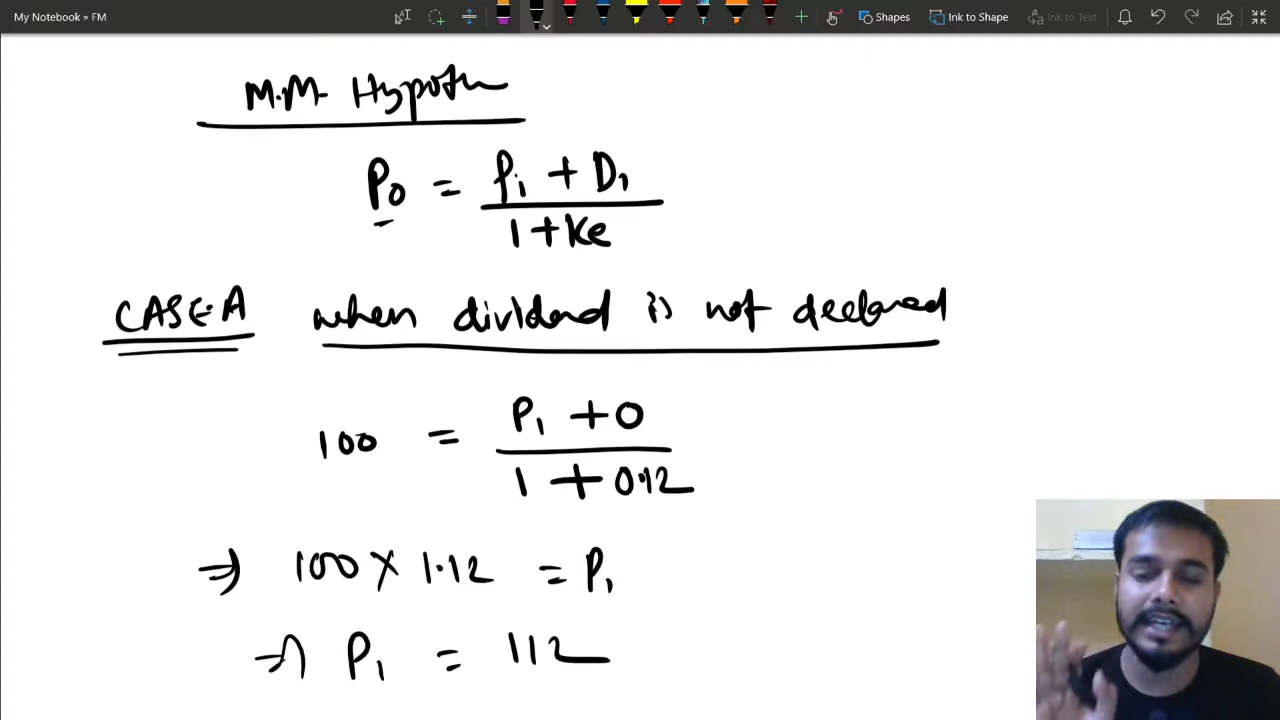 My Notebook » FM
Shapes Ink to Shape Ink to Text
M.M Hypoth
P0 = P1 + D1
1 + Ke
CASE-A when dividend is not declared
100 = P1 + 0
1 + 0.12
⇒ 100 × 1.12 = P1
⇒ P1 = 112